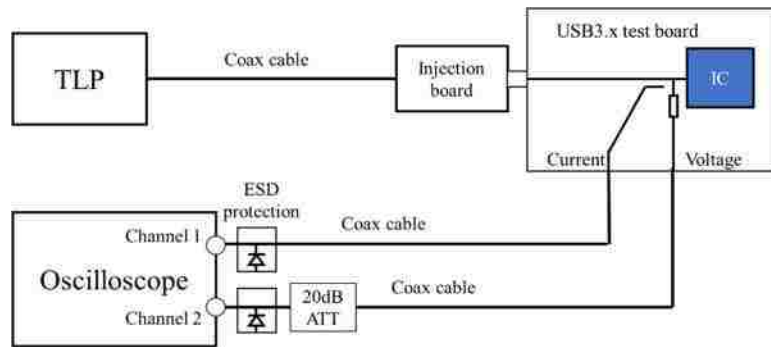 USB3.x test board
TLP
Coax cable
Injection
board
IC
Current
Voltage
ESD
protection
Channel 1
Coax cable
Oscilloscope
Channel 2
20dB
ATT
Coax cable